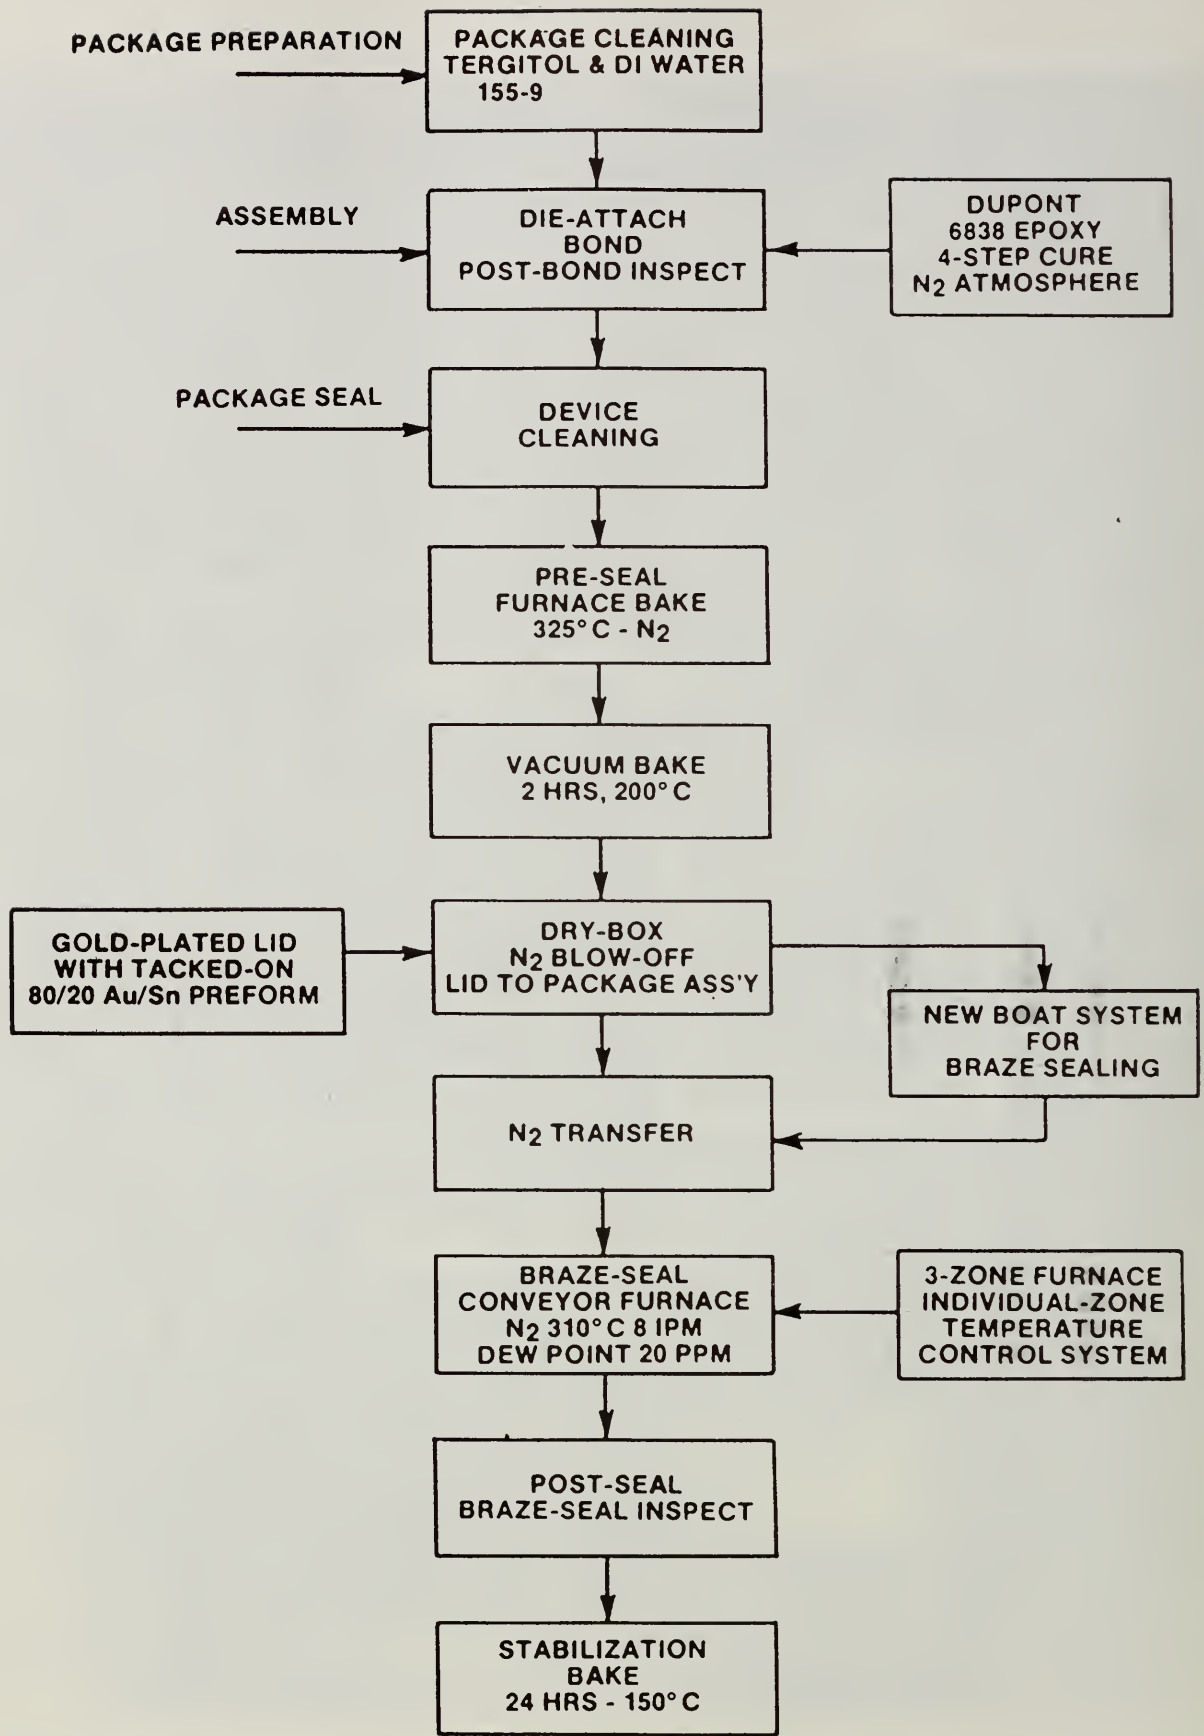 PACKAGE PREPARATION
PACKAGE CLEANING
TERGITOL & DI WATER
155-9
ASSEMBLY
DIE-ATTACH
BOND
POST-BOND INSPECT
DUPONT
6838 EPOXY
4-STEP CURE
N2 ATMOSPHERE
PACKAGE SEAL
DEVICE
CLEANING
PRE-SEAL
FURNACE BAKE
325°C - N2
VACUUM BAKE
2 HRS, 200°C
GOLD-PLATED LID
WITH TACKED-ON
80/20 Au/Sn PREFORM
DRY-BOX
N2 BLOW-OFF
LID TO PACKAGE ASS'Y
NEW BOAT SYSTEM
FOR
BRAZE SEALING
N2 TRANSFER
BRAZE-SEAL
CONVEYOR FURNACE
N2 310°C 8 IPM
DEW POINT 20 PPM
3-ZONE FURNACE
INDIVIDUAL-ZONE
TEMPERATURE
CONTROL SYSTEM
POST-SEAL
BRAZE-SEAL INSPECT
STABILIZATION
BAKE
24 HRS - 150°C